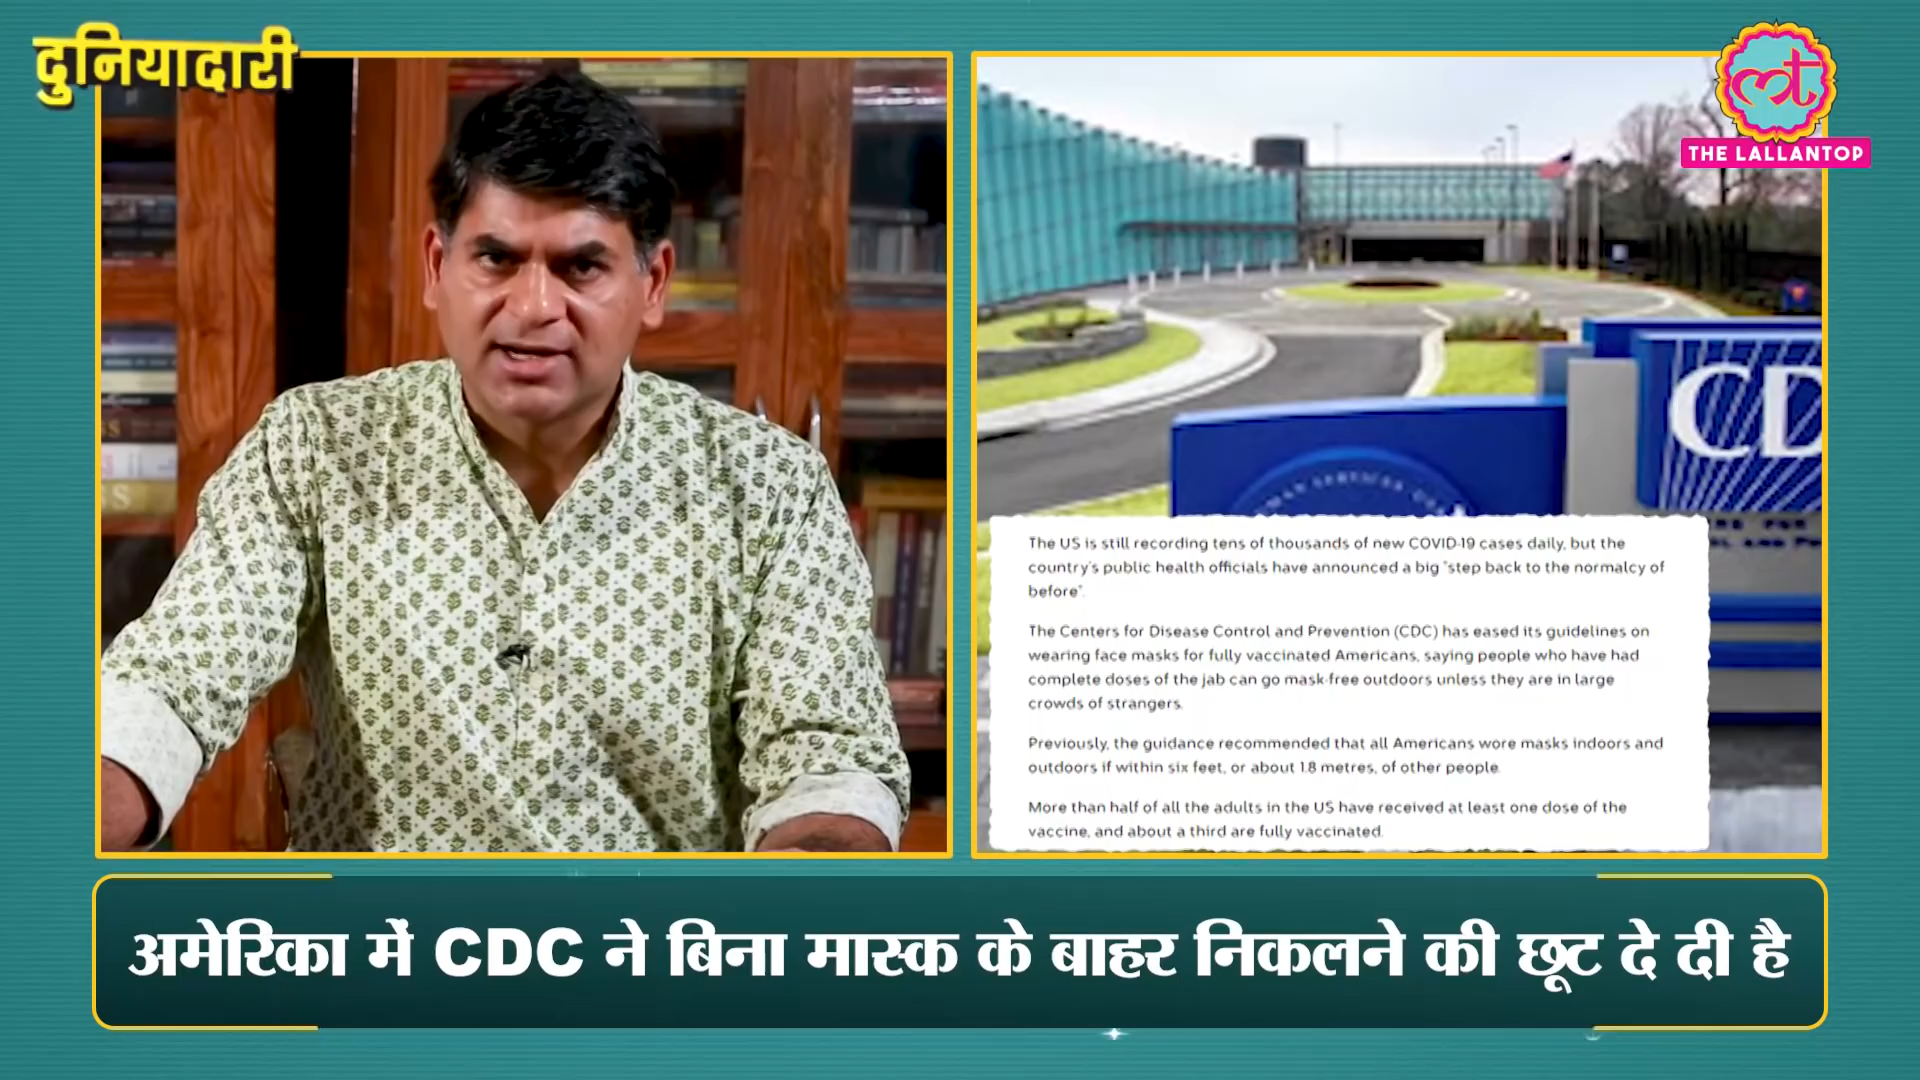 दुनियादारी
THE LALLANTOP
CD
HUMAN SERVICES
The US is still recording tens of thousands of new COVID-19 cases daily, but the
country's public health officials have announced a big "step back to the normalcy of
before".
The Centers for Disease Control and Prevention (CDC) has eased its guidelines on
wearing face masks for fully vaccinated Americans, saying people who have had
complete doses of the jab can go mask-free outdoors unless they are in large
crowds of strangers.
Previously, the guidance recommended that all Americans wore masks indoors and
outdoors if within six feet, or about 1.8 metres, of other people.
More than half of all the adults in the US have received at least one dose of the
vaccine, and about a third are fully vaccinated.
अमेरिका में CDC ने बिना मास्क के बाहर निकलने की छूट दे दी है